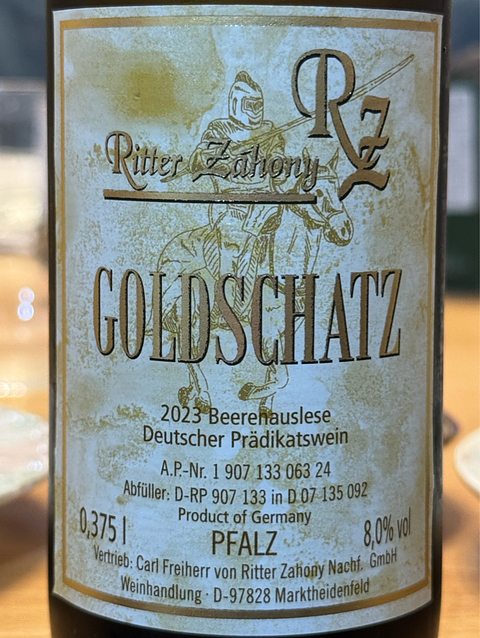 RZZ
Ritter Záhony
GOLDSCHATZ
2023 Beerenauslese
Deutscher Prädikatswein
A.P.-Nr. 1 907 133 063 24
Abfüller: D-RP 907 133 in D 07 135 092
Product of Germany
0,375 l PFALZ 8,0% vol
Vertrieb: Carl Freiherr von Ritter Zahony Nachf. GmbH
Weinhandlung · D-97828 Marktheidenfeld